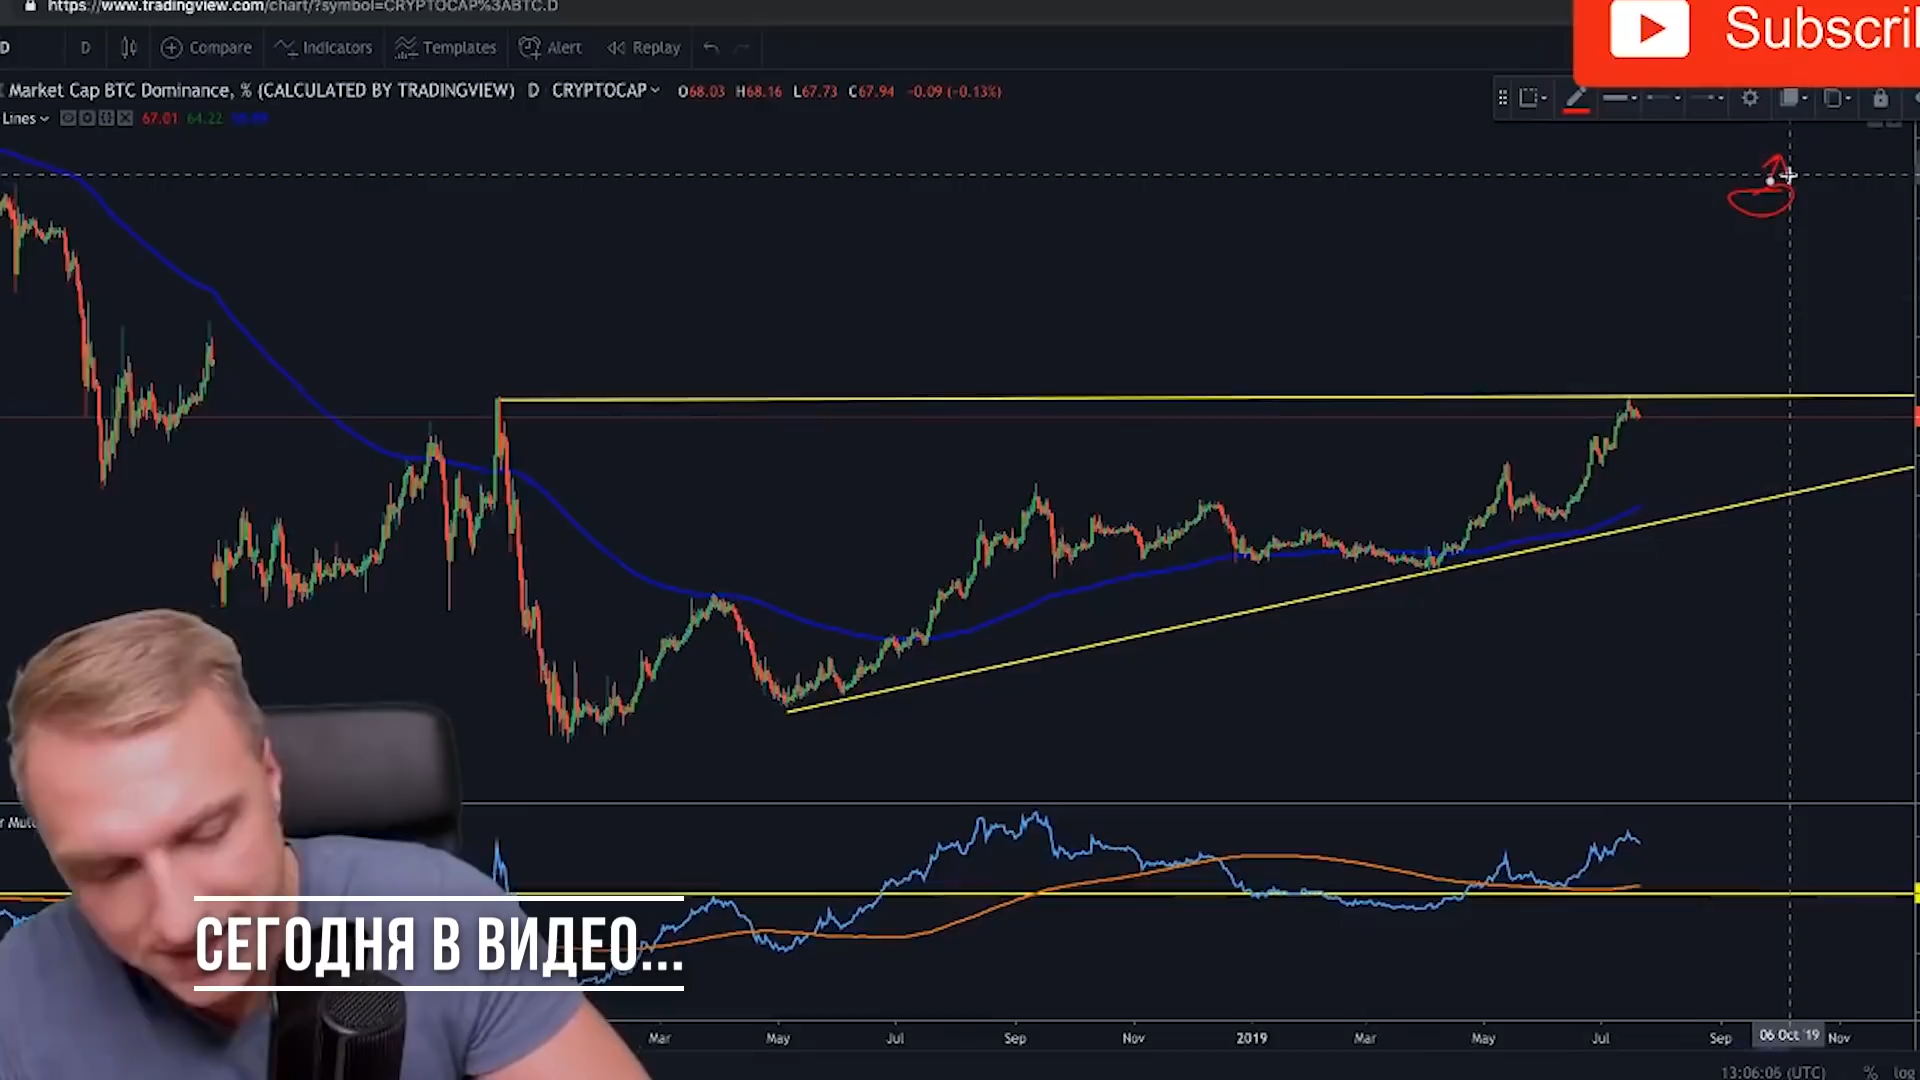 https://www.tradingview.com/chart/?symbol=CRYPTOCAP%3ABTC.D
Subscri
D D Compare Indicators Templates Alert Replay
Market Cap BTC Dominance, % (CALCULATED BY TRADINGVIEW) D CRYPTOCAP O68.03 H68.16 L67.73 C67.94 -0.09 (-0.13%)
Lines 67.01 64.22
СЕГОДНЯ В ВИДЕО...
Mar May Jul Sep Nov 2019 Mar May Jul Sep 06 Oct '19 Nov
13:06:06 (UTC) % log